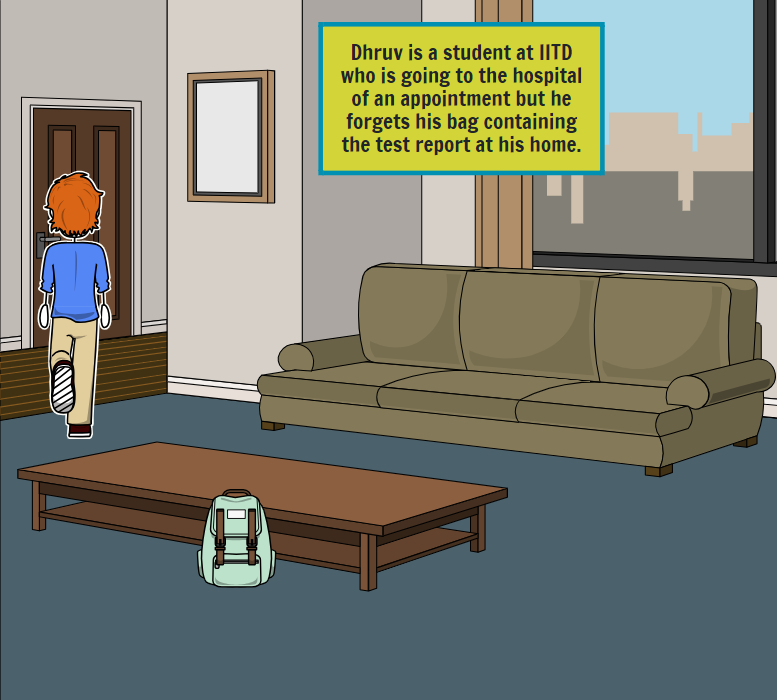 Dhruv is a student at IITD
who is going to the hospital
of an appointment but he
forgets his bag containing
the test report at his home.